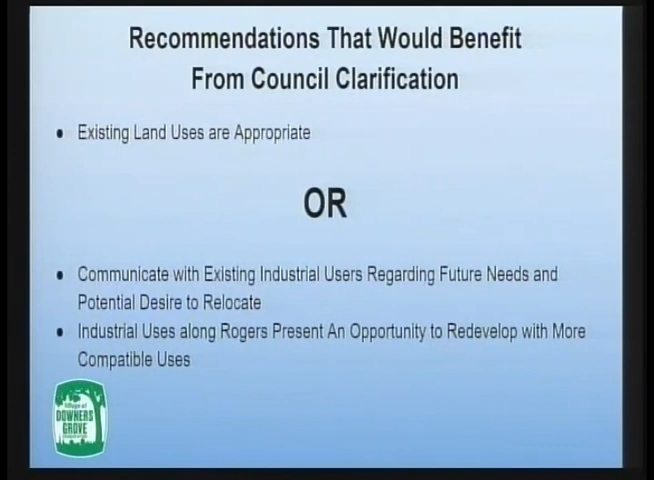 Recommendations That Would Benefit
From Council Clarification
• Existing Land Uses are Appropriate
OR
• Communicate with Existing Industrial Users Regarding Future Needs and
Potential Desire to Relocate
• Industrial Uses along Rogers Present An Opportunity to Redevelop with More
Compatible Uses
Village of
DOWNERS
GROVE